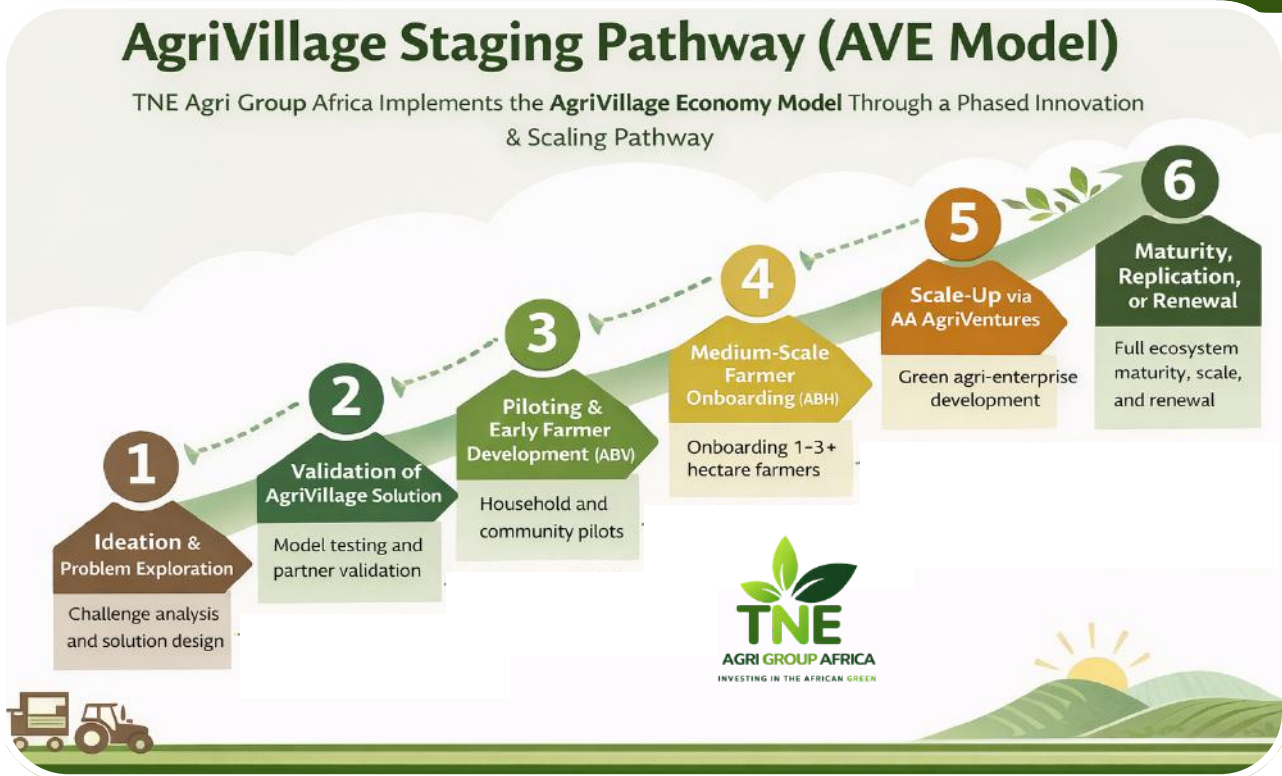 AgriVillage Staging Pathway (AVE Model)
TNE Agri Group Africa Implements the AgriVillage Economy Model Through a Phased Innovation
& Scaling Pathway
1
Ideation &
Problem Exploration
Challenge analysis
and solution design
2
Validation of
AgriVillage Solution
Model testing and
partner validation
3
Piloting &
Early Farmer
Development (ABV)
Household and
community pilots
4
Medium-Scale
Farmer
Onboarding (ABH)
Onboarding 1–3+
hectare farmers
5
Scale-Up via
AA AgriVentures
Green agri-enterprise
development
6
Maturity,
Replication,
or Renewal
Full ecosystem
maturity, scale,
and renewal
TNE
AGRI GROUP AFRICA
INVESTING IN THE AFRICAN GREEN